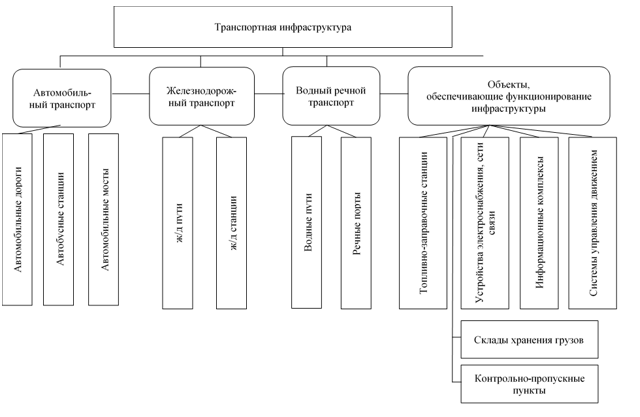 Транспортная инфраструктура
Автомобиль-
ный транспорт
Железнодорож-
ный транспорт
Водный речной
транспорт
Объекты,
обеспечивающие функционирование
инфраструктуры
Автомобильные дороги
Автобусные станции
Автомобильные мосты
ж/д пути
ж/д станции
Водные пути
Речные порты
Топливно-заправочные станции
Устройства электроснабжения, сети
связи
Информационные комплексы
Системы управления движением
Склады хранения грузов
Контрольно-пропускные
пункты